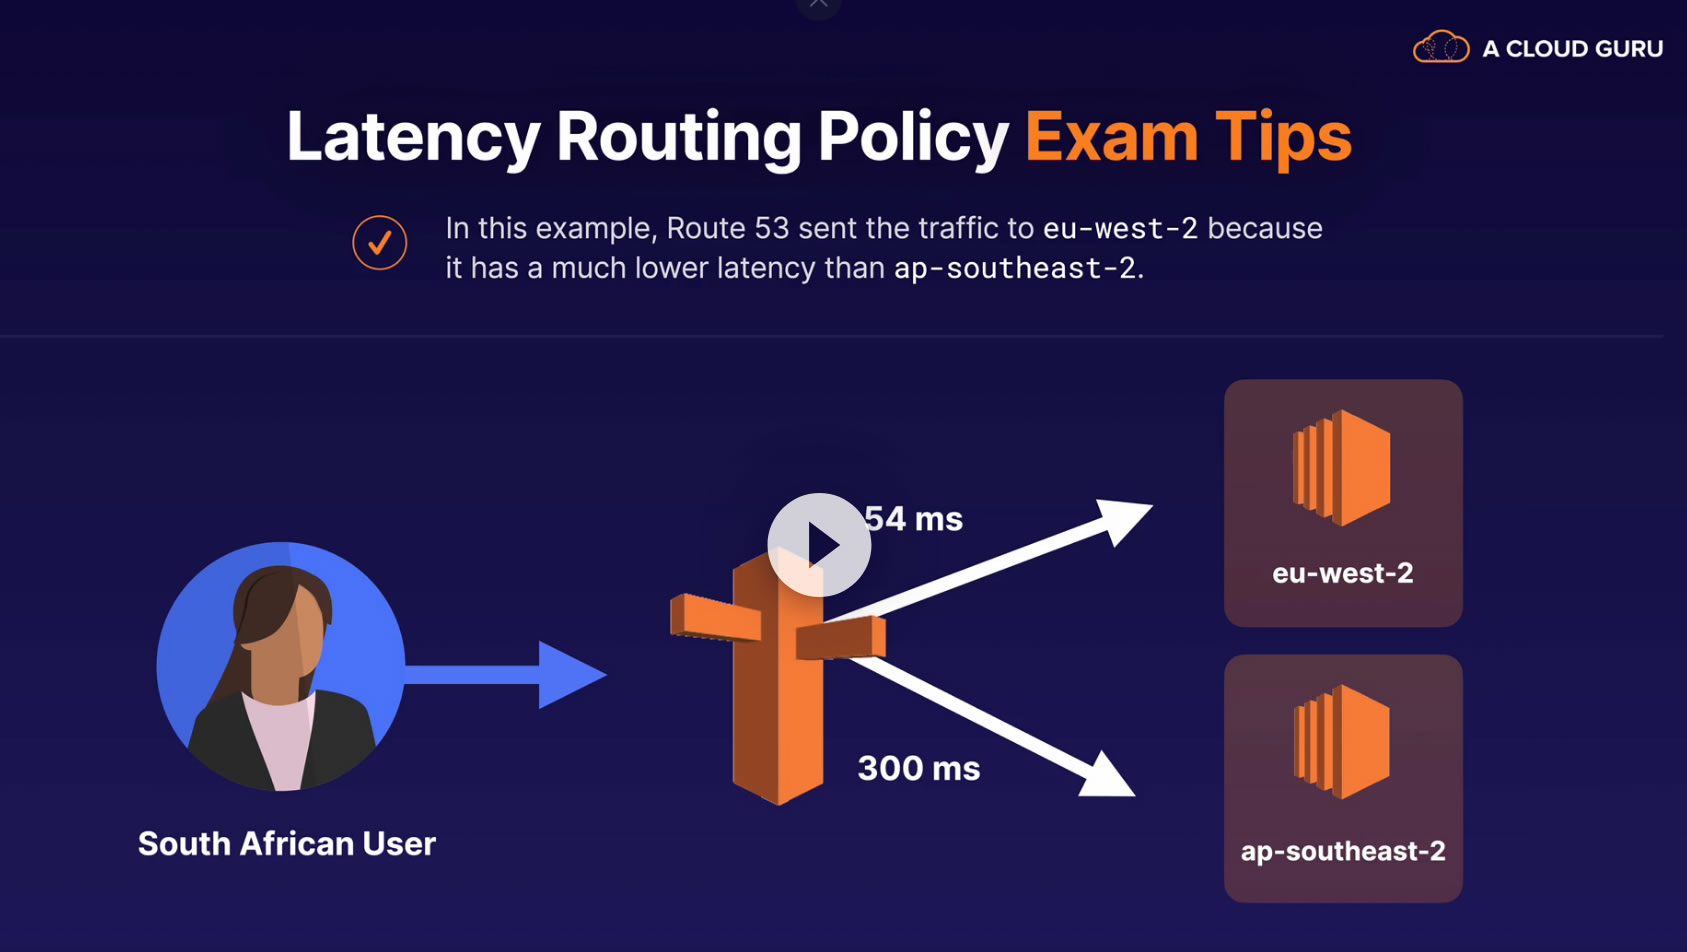 A CLOUD GURU
Latency Routing Policy Exam Tips
In this example, Route 53 sent the traffic to eu-west-2 because
it has a much lower latency than ap-southeast-2.
54 ms
eu-west-2
300 ms
South African User
ap-southeast-2